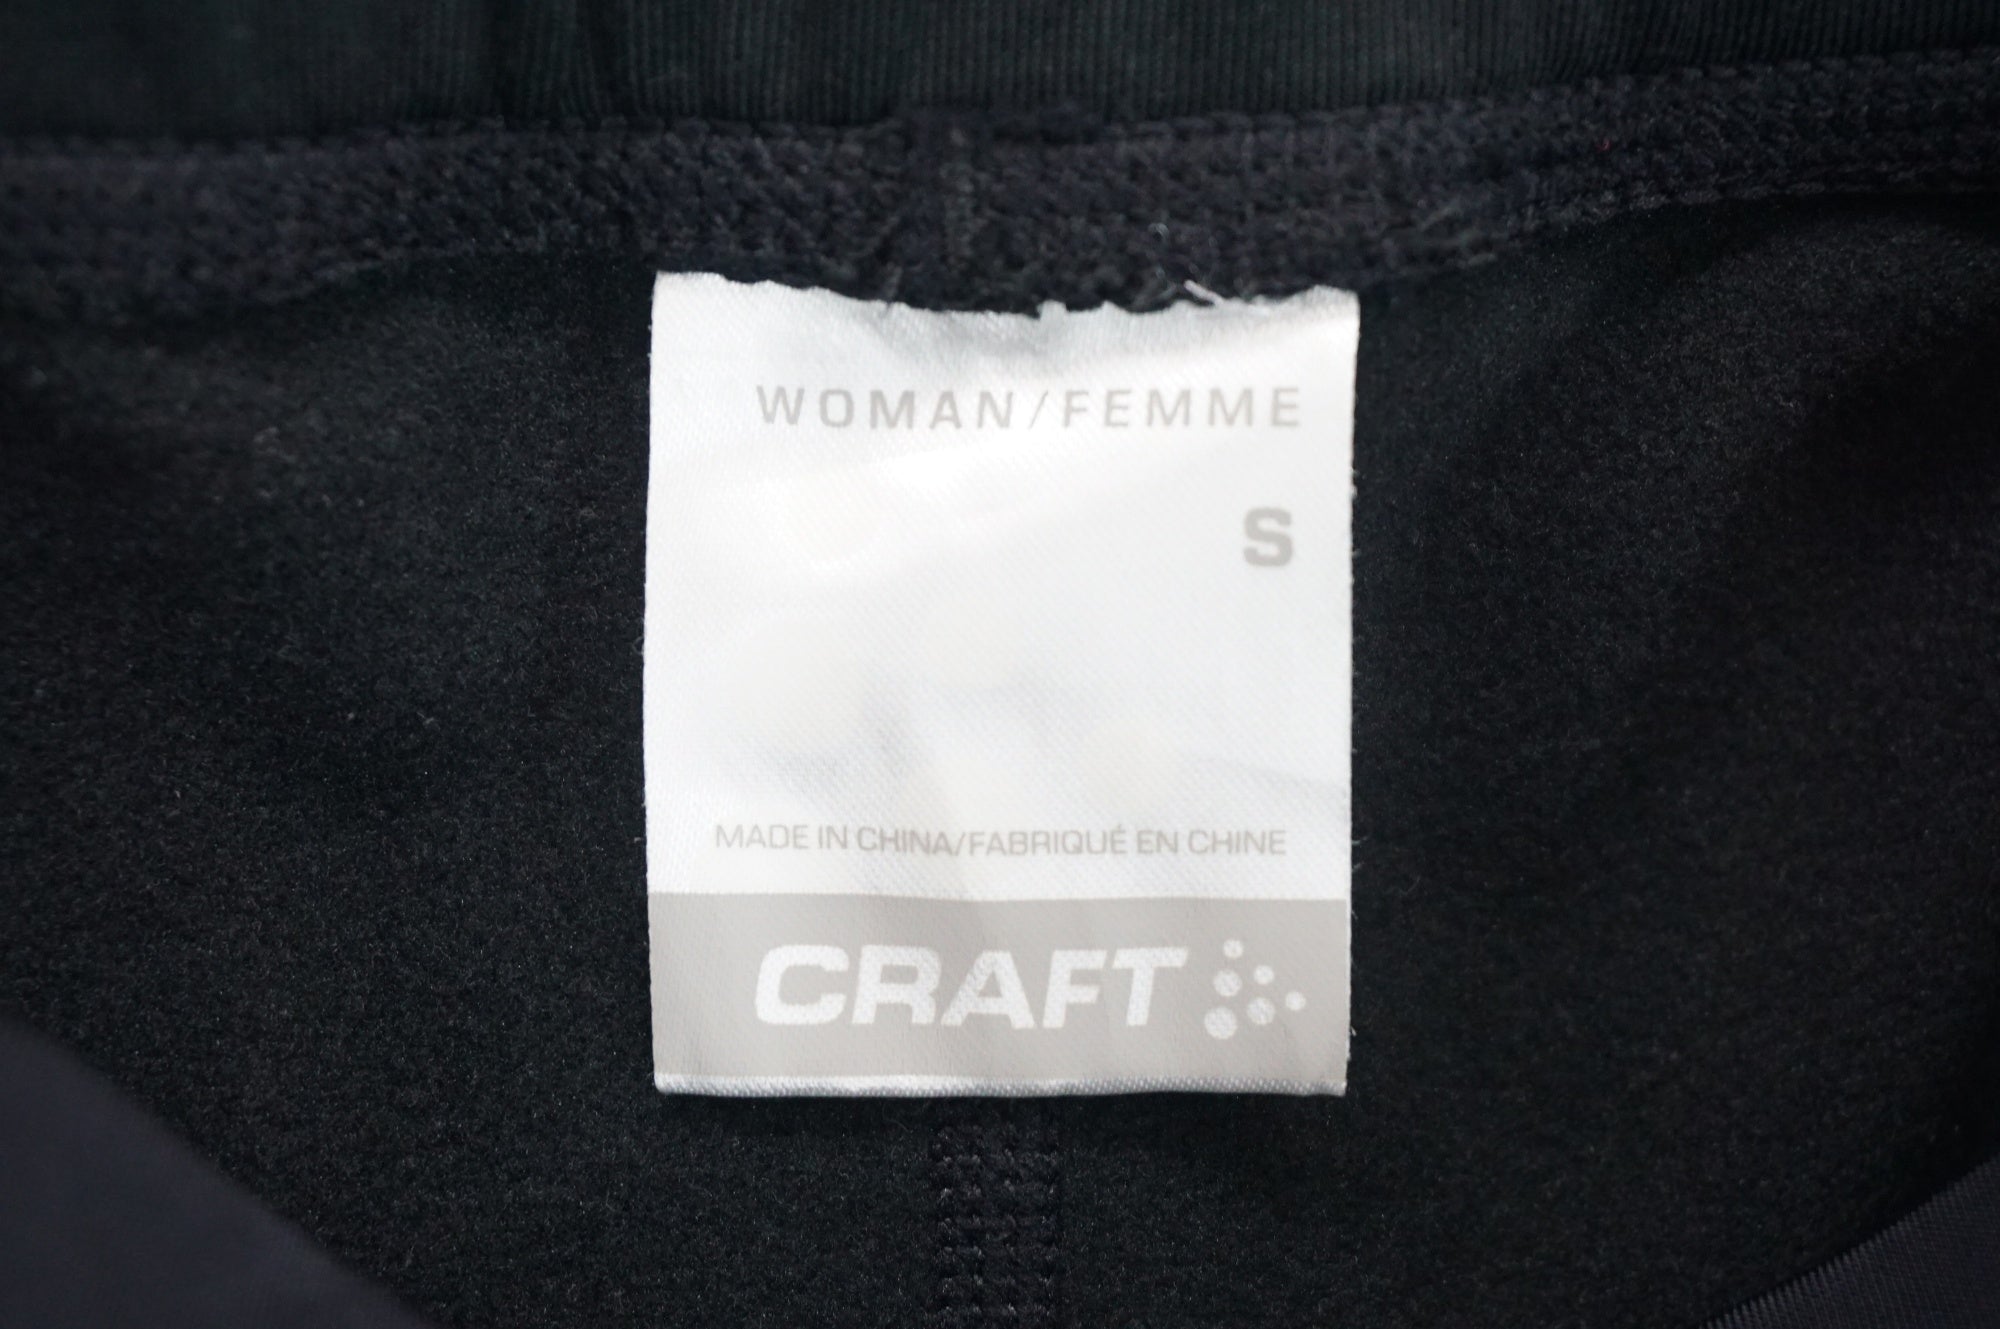 WOMAN/FEMME
S
MADE IN CHINA/FABRIQUÉ EN CHINE
CRAFT